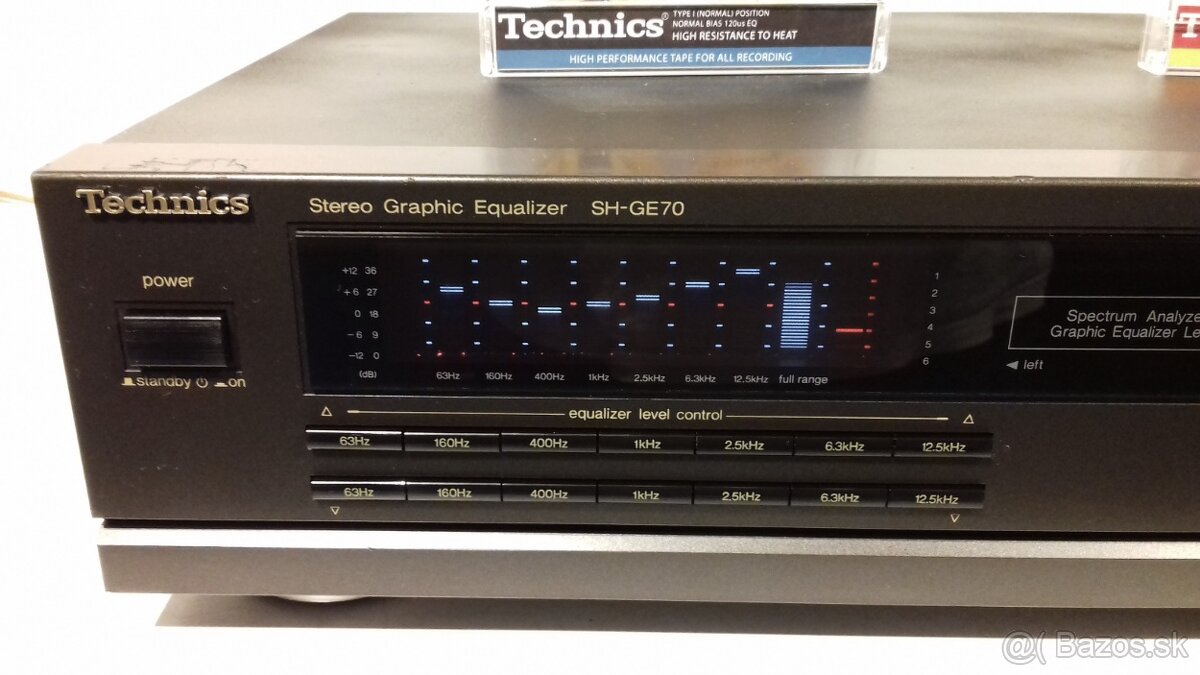 Technics® TYPE I (NORMAL) POSITION
NORMAL BIAS 120us EQ
HIGH RESISTANCE TO HEAT
HIGH PERFORMANCE TAPE FOR ALL RECORDING
Technics
Stereo Graphic Equalizer SH-GE70
power
standby ⏻ on
+12 36
+6 27
0 18
-6 9
-12 0
(dB)
63Hz 160Hz 400Hz 1kHz 2.5kHz 6.3kHz 12.5kHz full range
1
2
3
4
5
6
Spectrum Analyze
Graphic Equalizer Le
◄ left
△ equalizer level control △
63Hz 160Hz 400Hz 1kHz 2.5kHz 6.3kHz 12.5kHz
63Hz 160Hz 400Hz 1kHz 2.5kHz 6.3kHz 12.5kHz
▽ ▽
@( Bazos.sk